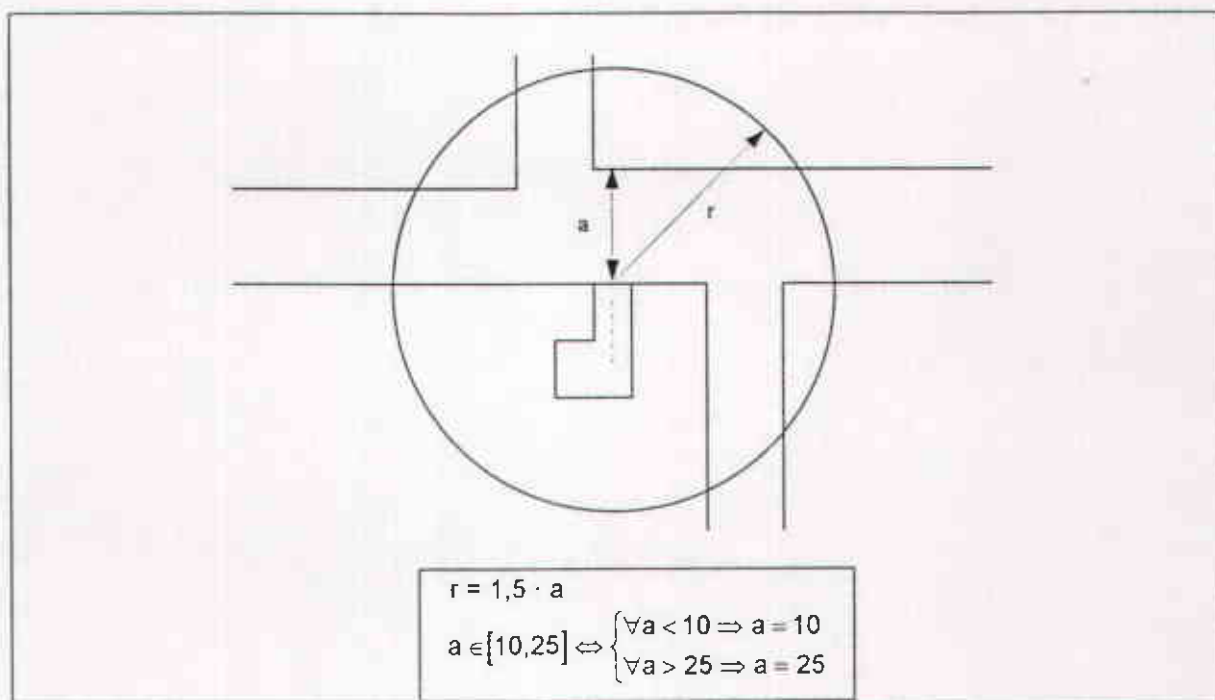 a
r
r = 1,5 · a
a ∈ [10,25] ⇔ { ∀a < 10 ⇒ a = 10
∀a > 25 ⇒ a = 25